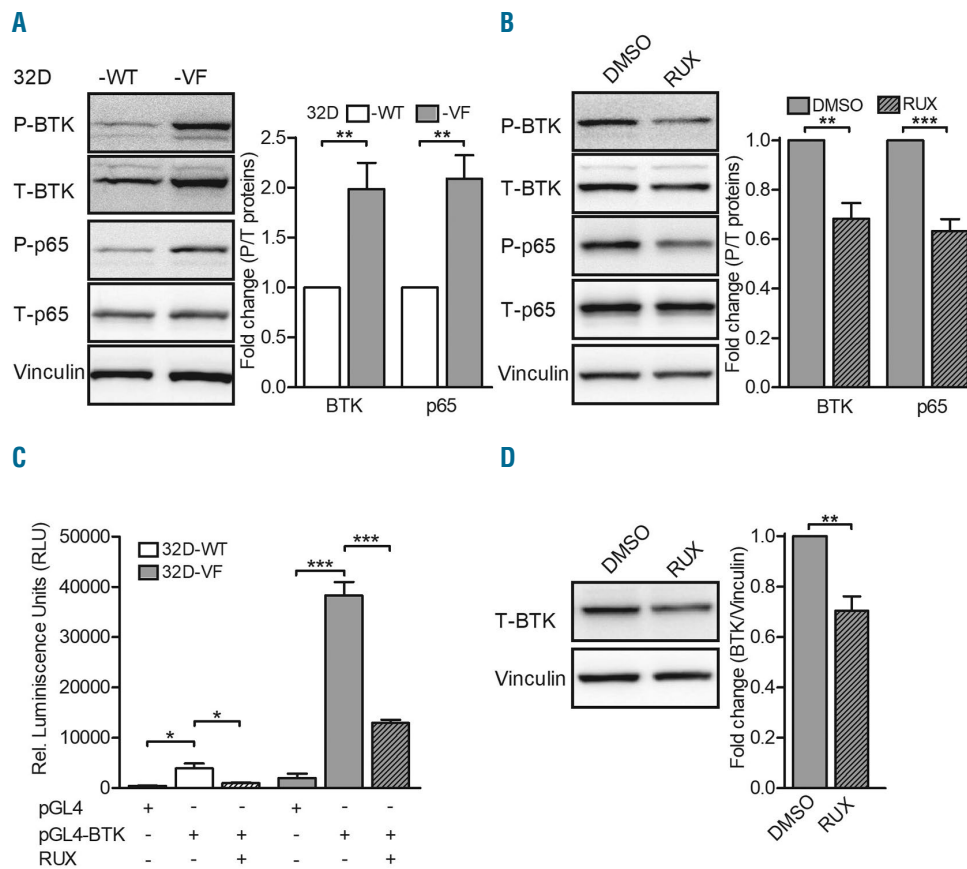 A
32D -WT -VF
P-BTK
T-BTK
P-p65
T-p65
Vinculin
32D -WT -VF
** **
Fold change (P/T proteins)
2.5
2.0
1.5
1.0
0.5
0.0
BTK p65
B
DMSO RUX
P-BTK
T-BTK
P-p65
T-p65
Vinculin
DMSO RUX
** ***
Fold change (P/T proteins)
1.0
0.8
0.6
0.4
0.2
0.0
BTK p65
C
Rel. Luminiscence Units (RLU)
50000
40000
30000
20000
10000
0
32D-WT
32D-VF
* * *** ***
pGL4 + - - + - -
pGL4-BTK - + + - + +
RUX - - + - - +
D
DMSO RUX
T-BTK
Vinculin
**
Fold change (BTK/Vinculin)
1.0
0.8
0.6
0.4
0.2
0.0
DMSO RUX